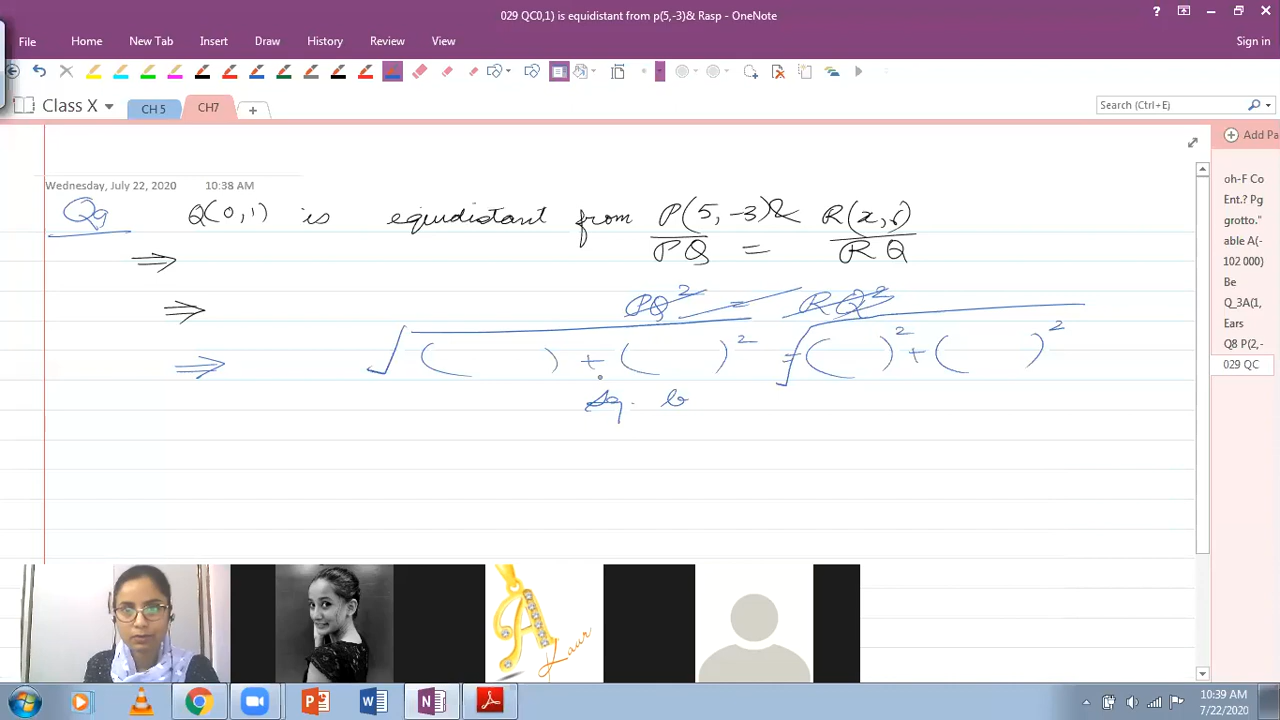 029 QC0,1) is equidistant from p(5,-3)& Rasp - OneNote
File Home New Tab Insert Draw History Review View Sign in
Class X CH 5 CH7 Search (Ctrl+E)
Add Pa
Wednesday, July 22, 2020 10:38 AM
oh-F Co
Ent.? Pg
grotto.?
able A(-
102 000)
Be
Q_3A(1,
Ears
Q8 P(2,-
029 QC
Q9 Q(0,1) is equidistant from P(5,-3) & R(x,6)
⇒ PQ = RQ
⇒ PQ² = RQ²
⇒ √( ) + ( )² = √( )² + ( )²
Sq. b
A Kaur
10:39 AM
7/22/2020